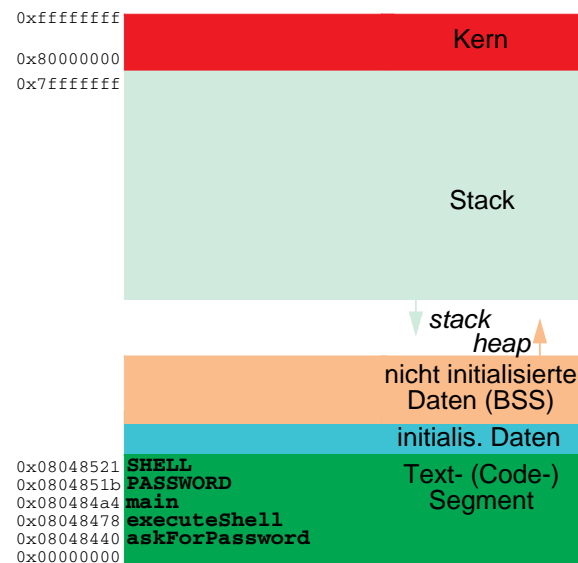 0xffffffff
Kern
0x80000000
0x7fffffff
Stack
stack
heap
nicht initialisierte
Daten (BSS)
initialis. Daten
0x08048521 SHELL
Text- (Code-)
0x0804851b PASSWORD
Segment
0x080484a4 main
0x08048478 executeShell
0x08048440 askForPassword
0x00000000